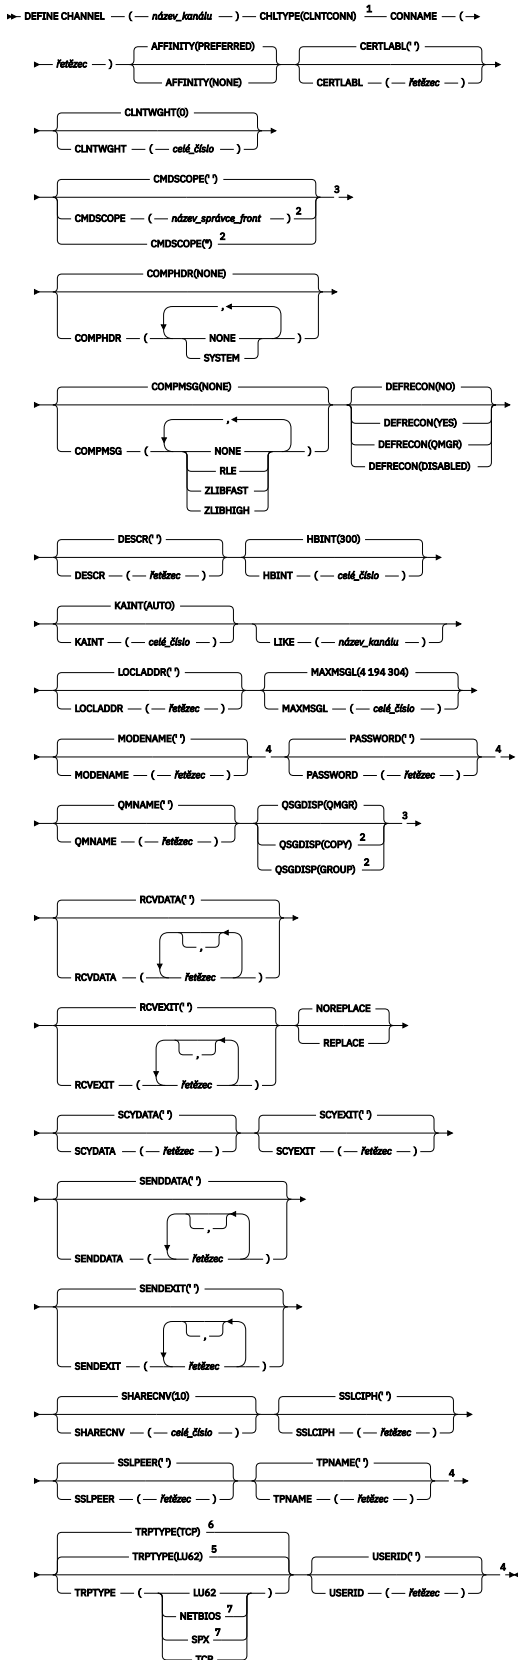 DEFINE CHANNEL ( název_kanálu ) CHLTYPE(CLNTCONN) 1 CONNAME (
řetězec ) AFFINITY(PREFERRED) AFFINITY(NONE) CERTLABL(' ') CERTLABL ( řetězec )
CLNTWGHT(0)
CLNTWGHT ( celé_číslo )
CMDSCOPE(' ') 3
CMDSCOPE ( název_správce_front ) 2
CMDSCOPE(*) 2
COMPHDR(NONE)
,
COMPHDR ( NONE )
SYSTEM
COMPMSG(NONE) DEFRECON(NO)
, DEFRECON(YES)
COMPMSG ( NONE ) DEFRECON(QMGR)
RLE DEFRECON(DISABLED)
ZLIBFAST
ZLIBHIGH
DESCR(' ') HBINT(300)
DESCR ( řetězec ) HBINT ( celé_číslo )
KAINT(AUTO)
KAINT ( celé_číslo ) LIKE ( název_kanálu )
LOCLADDR(' ') MAXMSGL(4 194 304)
LOCLADDR ( řetězec ) MAXMSGL ( celé_číslo )
MODENAME(' ') 4 PASSWORD(' ') 4
MODENAME ( řetězec ) PASSWORD ( řetězec )
QMNAME(' ') QSGDISP(QMGR) 3
QMNAME ( řetězec ) QSGDISP(COPY) 2
QSGDISP(GROUP) 2
RCVDATA(' ')
,
RCVDATA ( řetězec )
RCVEXIT(' ') NOREPLACE
, REPLACE
RCVEXIT ( řetězec )
SCYDATA(' ') SCYEXIT(' ')
SCYDATA ( řetězec ) SCYEXIT ( řetězec )
SENDDATA(' ')
,
SENDDATA ( řetězec )
SENDEXIT(' ')
,
SENDEXIT ( řetězec )
SHARECNV(10) SSLCIPH(' ')
SHARECNV ( celé_číslo ) SSLCIPH ( řetězec )
SSLPEER(' ') TPNAME(' ') 4
SSLPEER ( řetězec ) TPNAME ( řetězec )
TRPTYPE(TCP) 6
TRPTYPE(LU62) 5 USERID(' ') 4
TRPTYPE ( LU62 ) USERID ( řetězec )
NETBIOS 7
SPX 7
TCP